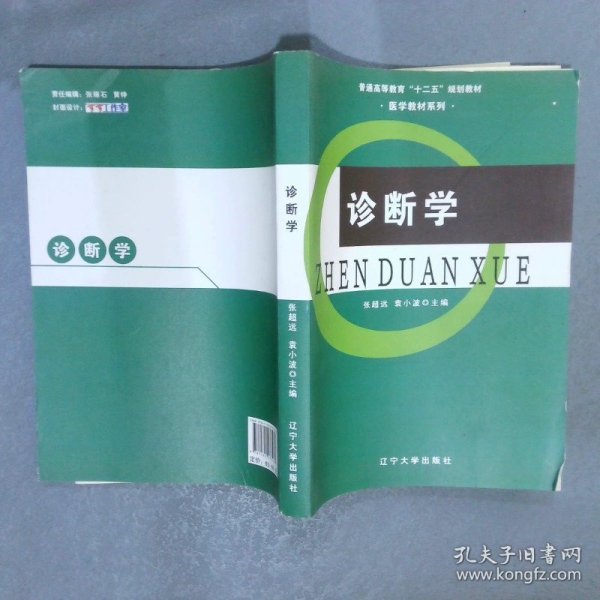 责任编辑：张琢石 黄铮
封面设计：
诊断学
诊断学
张超远 袁小波◎主编
辽宁大学出版社
定价：
普通高等教育“十二五”规划教材
·医学教材系列·
诊断学
ZHEN DUAN XUE
张超远 袁小波◎主编
辽宁大学出版社
孔夫子旧书网
www.kongfz.com